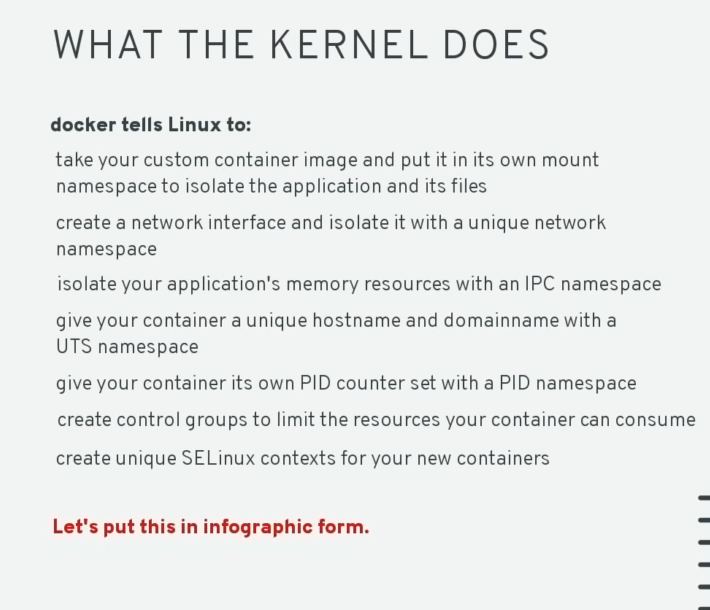 WHAT THE KERNEL DOES
docker tells Linux to:
take your custom container image and put it in its own mount
namespace to isolate the application and its files
create a network interface and isolate it with a unique network
namespace
isolate your application's memory resources with an IPC namespace
give your container a unique hostname and domainname with a
UTS namespace
give your container its own PID counter set with a PID namespace
create control groups to limit the resources your container can consume
create unique SELinux contexts for your new containers
Let's put this in infographic form.